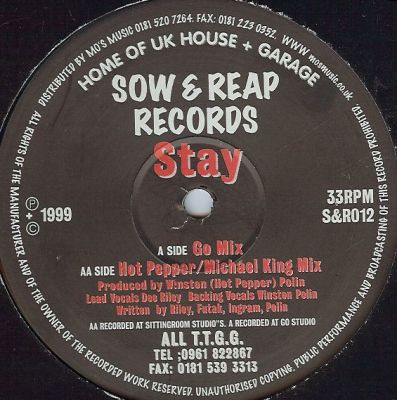 DISTRIBUTED BY MO'S MUSIC 0181 520 7264. FAX: 0181 223 0352. www.mosmusic.co.uk.
HOME OF UK HOUSE + GARAGE
SOW & REAP
RECORDS
Stay
℗ + © 1999
33RPM
S&R012
A SIDE Go Mix
AA SIDE Hot Pepper/Michael King Mix
Produced by Winston (Hot Pepper) Polin
Lead Vocals Dee Riley Backing Vocals Winston Polin
Written by Riley, Futak, Ingram, Polin
AA RECORDED AT SITTINGROOM STUDIO"S. A RECORDED AT GO STUDIO
ALL T.T.G.G.
TEL ;0961 822867
FAX: 0181 539 3313
ALL RIGHTS OF THE MANUFACTURER AND OF THE OWNER OF THE RECORDED WORK RESERVED. UNAUTHORISED COPYING, PUBLIC PERFORMANCE AND BROADCASTING OF THIS RECORD PROHIBITED.